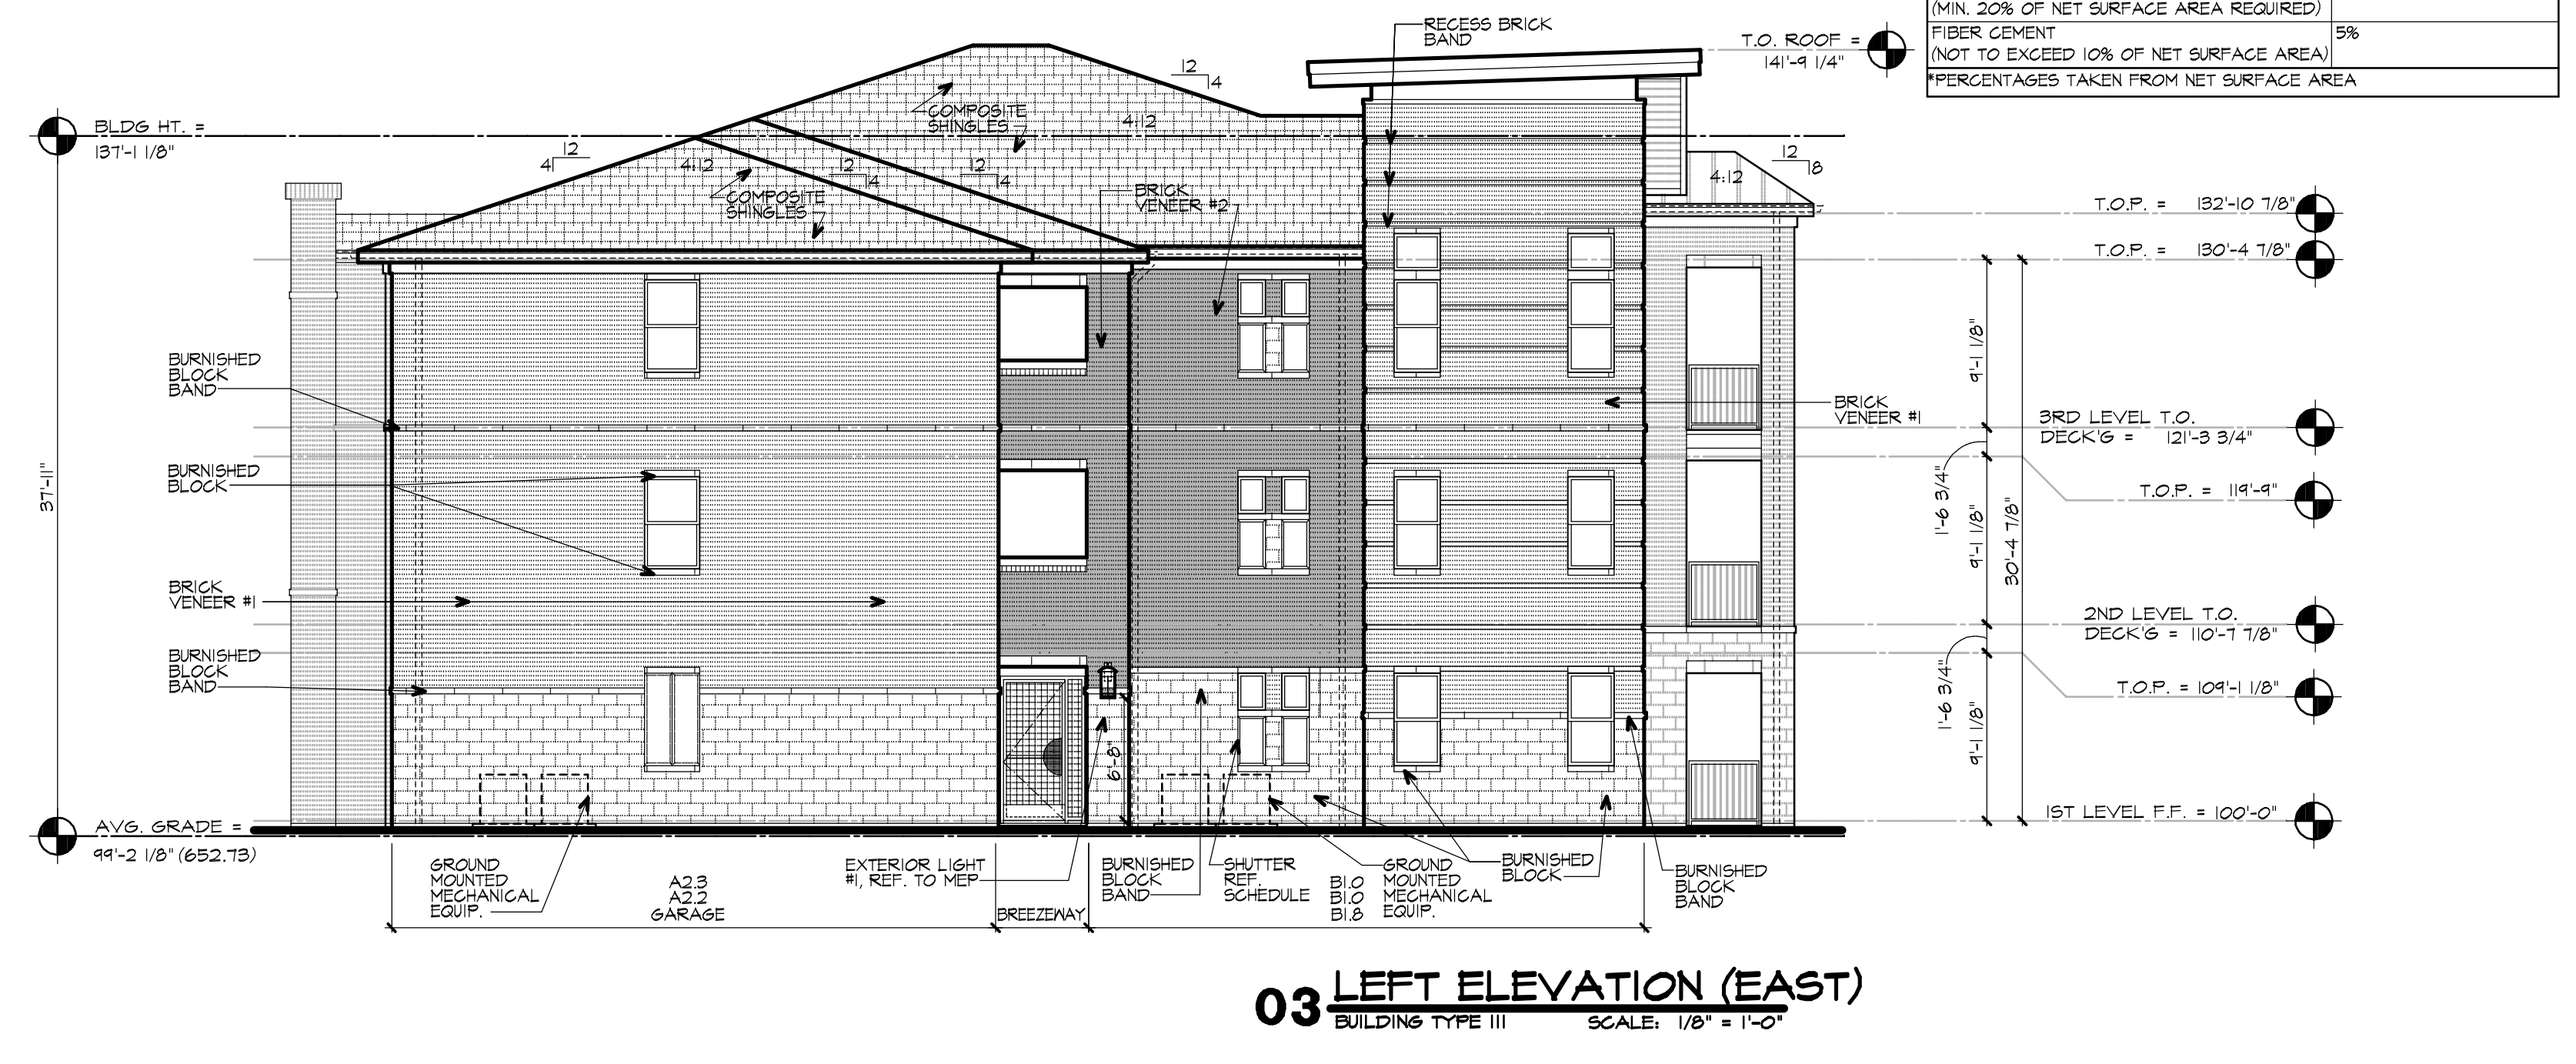 (MIN. 20% OF NET SURFACE AREA REQUIRED)
FIBER CEMENT
5%
(NOT TO EXCEED 10% OF NET SURFACE AREA)
*PERCENTAGES TAKEN FROM NET SURFACE AREA
RECESS BRICK
BAND
T.O. ROOF =
141'-9 1/4"
12
4
COMPOSITE
SHINGLES
4:12
BLDG HT. =
137'-1 1/8"
12
4
4:12
12
4
12
4
COMPOSITE
SHINGLES
BRICK
VENEER #2
12
8
4:12
T.O.P. = 132'-10 7/8"
T.O.P. = 130'-4 7/8"
BURNISHED
BLOCK
BAND
9'-1 1/8"
BRICK
VENEER #1
3RD LEVEL T.O.
DECK'G = 121'-3 3/4"
BURNISHED
BLOCK
37'-11"
1'-6 3/4"
9'-1 1/8"
30'-4 7/8"
T.O.P. = 119'-9"
BRICK
VENEER #1
2ND LEVEL T.O.
DECK'G = 110'-7 7/8"
BURNISHED
BLOCK
BAND
1'-6 3/4"
9'-1 1/8"
T.O.P. = 109'-1 1/8"
6'-8"
1ST LEVEL F.F. = 100'-0"
AVG. GRADE =
99'-2 1/8" (652.73)
GROUND
MOUNTED
MECHANICAL
EQUIP.
A2.3
A2.2
GARAGE
EXTERIOR LIGHT
#1, REF. TO MEP
BREEZEWAY
BURNISHED
BLOCK
BAND
SHUTTER
REF.
SCHEDULE
B1.0
B1.0
B1.8
GROUND
MOUNTED
MECHANICAL
EQUIP.
BURNISHED
BLOCK
BURNISHED
BLOCK
BAND
03 LEFT ELEVATION (EAST)
BUILDING TYPE III SCALE: 1/8" = 1'-0"